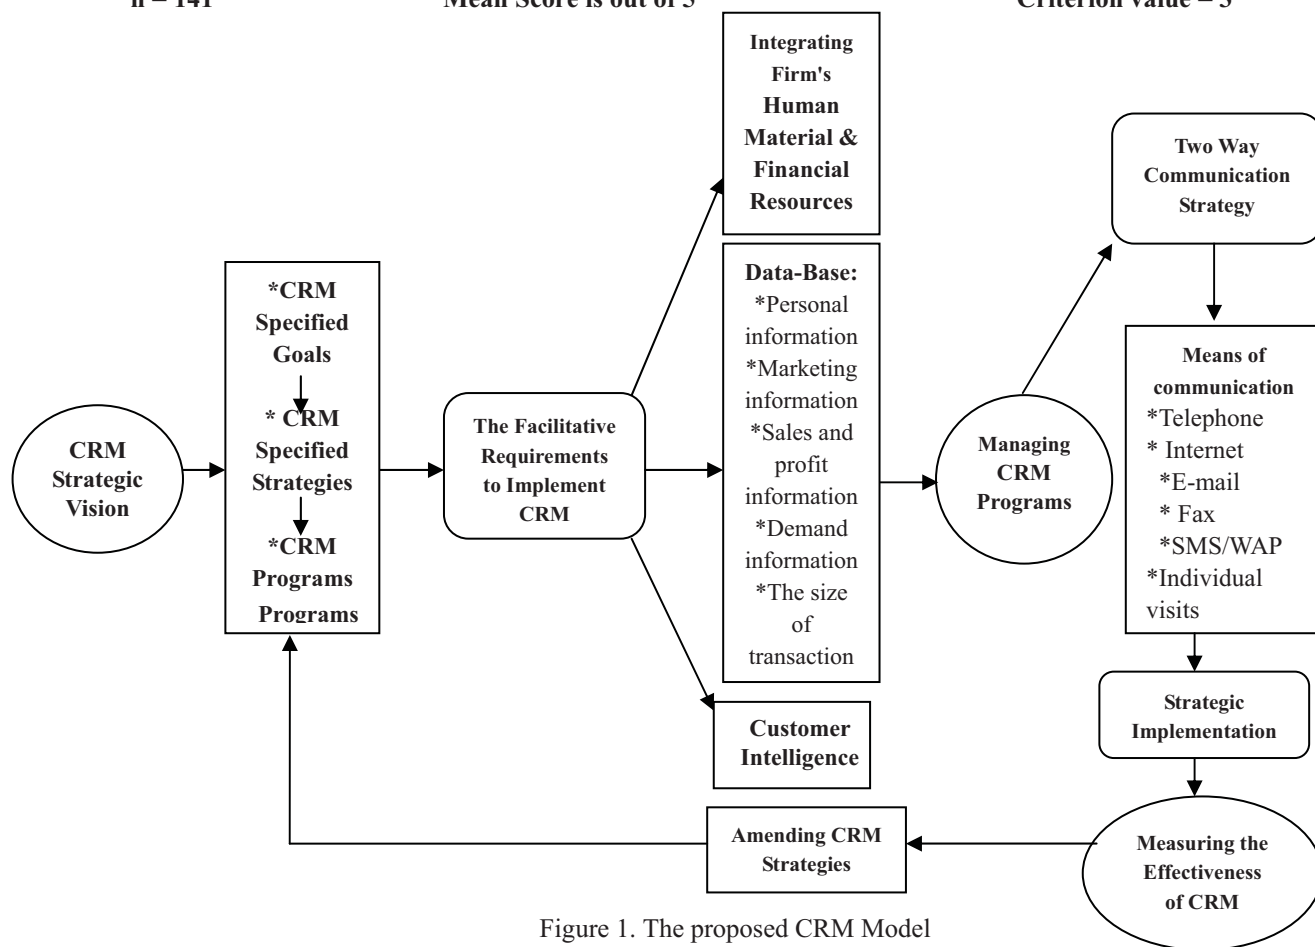 n = 141 Mean Score is out of 5 Criterion value = 3
Integrating
Firm's
Human
Material &
Financial
Resources
Two Way
Communication
Strategy
*CRM
Specified
Goals
* CRM
Specified
Strategies
*CRM
Programs
Programs
Data-Base:
*Personal
information
*Marketing
information
*Sales and
profit
information
*Demand
information
*The size
of
transaction
Means of
communication
*Telephone
* Internet
*E-mail
* Fax
*SMS/WAP
*Individual
visits
CRM
Strategic
Vision
The Facilitative
Requirements
to Implement
CRM
Managing
CRM
Programs
Customer
Intelligence
Strategic
Implementation
Amending CRM
Strategies
Measuring the
Effectiveness
of CRM
Figure 1. The proposed CRM Model